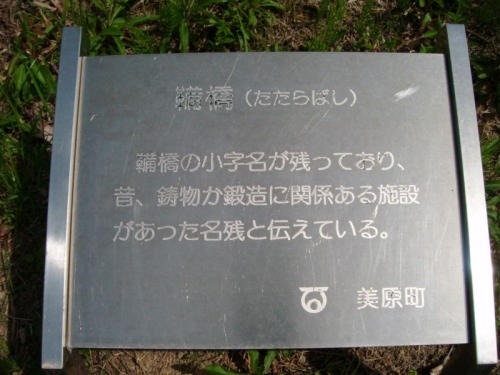 鞴橋（たたらばし）
鞴橋の小字名が残っており、
昔、鋳物か鍛造に関係ある施設
があった名残と伝えている。
美原町